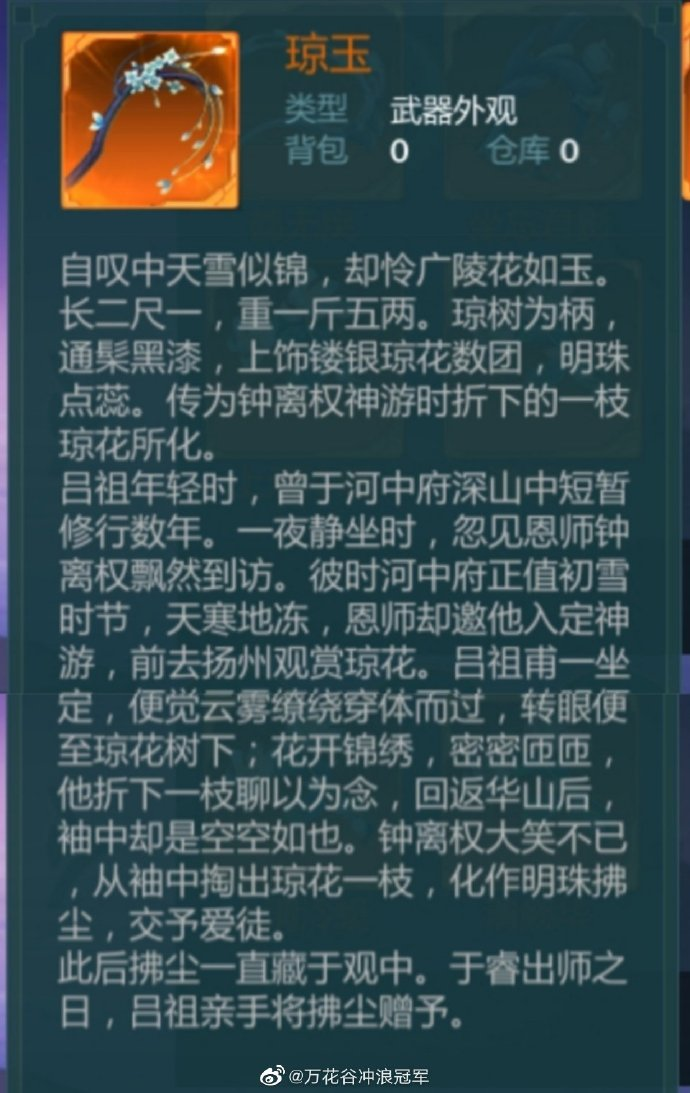 琼玉
类型 武器外观
背包 0 仓库 0
自叹中天雪似锦，却怜广陵花如玉。
长二尺一，重一斤五两。琼树为柄，
通髹黑漆，上饰镂银琼花数团，明珠
点蕊。传为钟离权神游时折下的一枝
琼花所化。
吕祖年轻时，曾于河中府深山中短暂
修行数年。一夜静坐时，忽见恩师钟
离权飘然到访。彼时河中府正值初雪
时节，天寒地冻，恩师却邀他入定神
游，前去扬州观赏琼花。吕祖甫一坐
定，便觉云雾缭绕穿体而过，转眼便
至琼花树下；花开锦绣，密密匝匝，
他折下一枝聊以为念，回返华山后，
袖中却是空空如也。钟离权大笑不已
，从袖中掏出琼花一枝，化作明珠拂
尘，交予爱徒。
此后拂尘一直藏于观中。于睿出师之
日，吕祖亲手将拂尘赠予。
@万花谷冲浪冠军